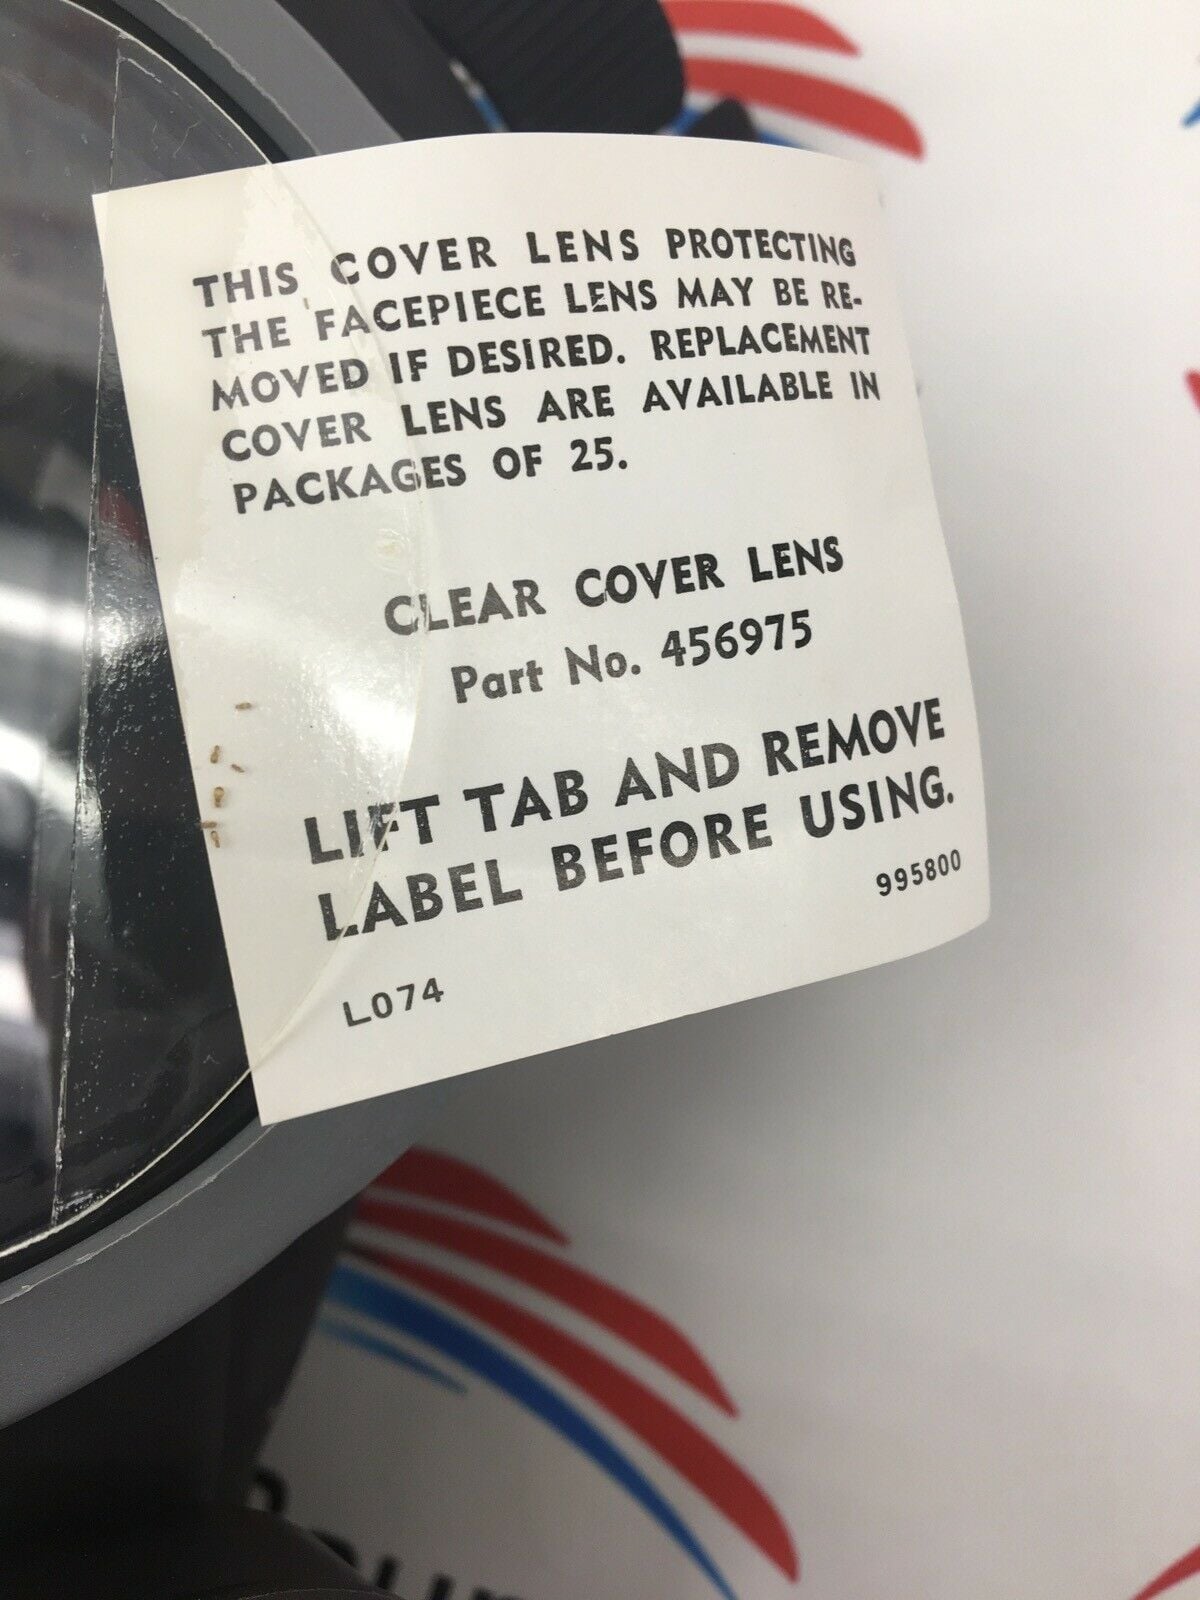 THIS COVER LENS PROTECTING
THE FACEPIECE LENS MAY BE RE-
MOVED IF DESIRED. REPLACEMENT
COVER LENS ARE AVAILABLE IN
PACKAGES OF 25.
CLEAR COVER LENS
Part No. 456975
LIFT TAB AND REMOVE
LABEL BEFORE USING.
995800
L074